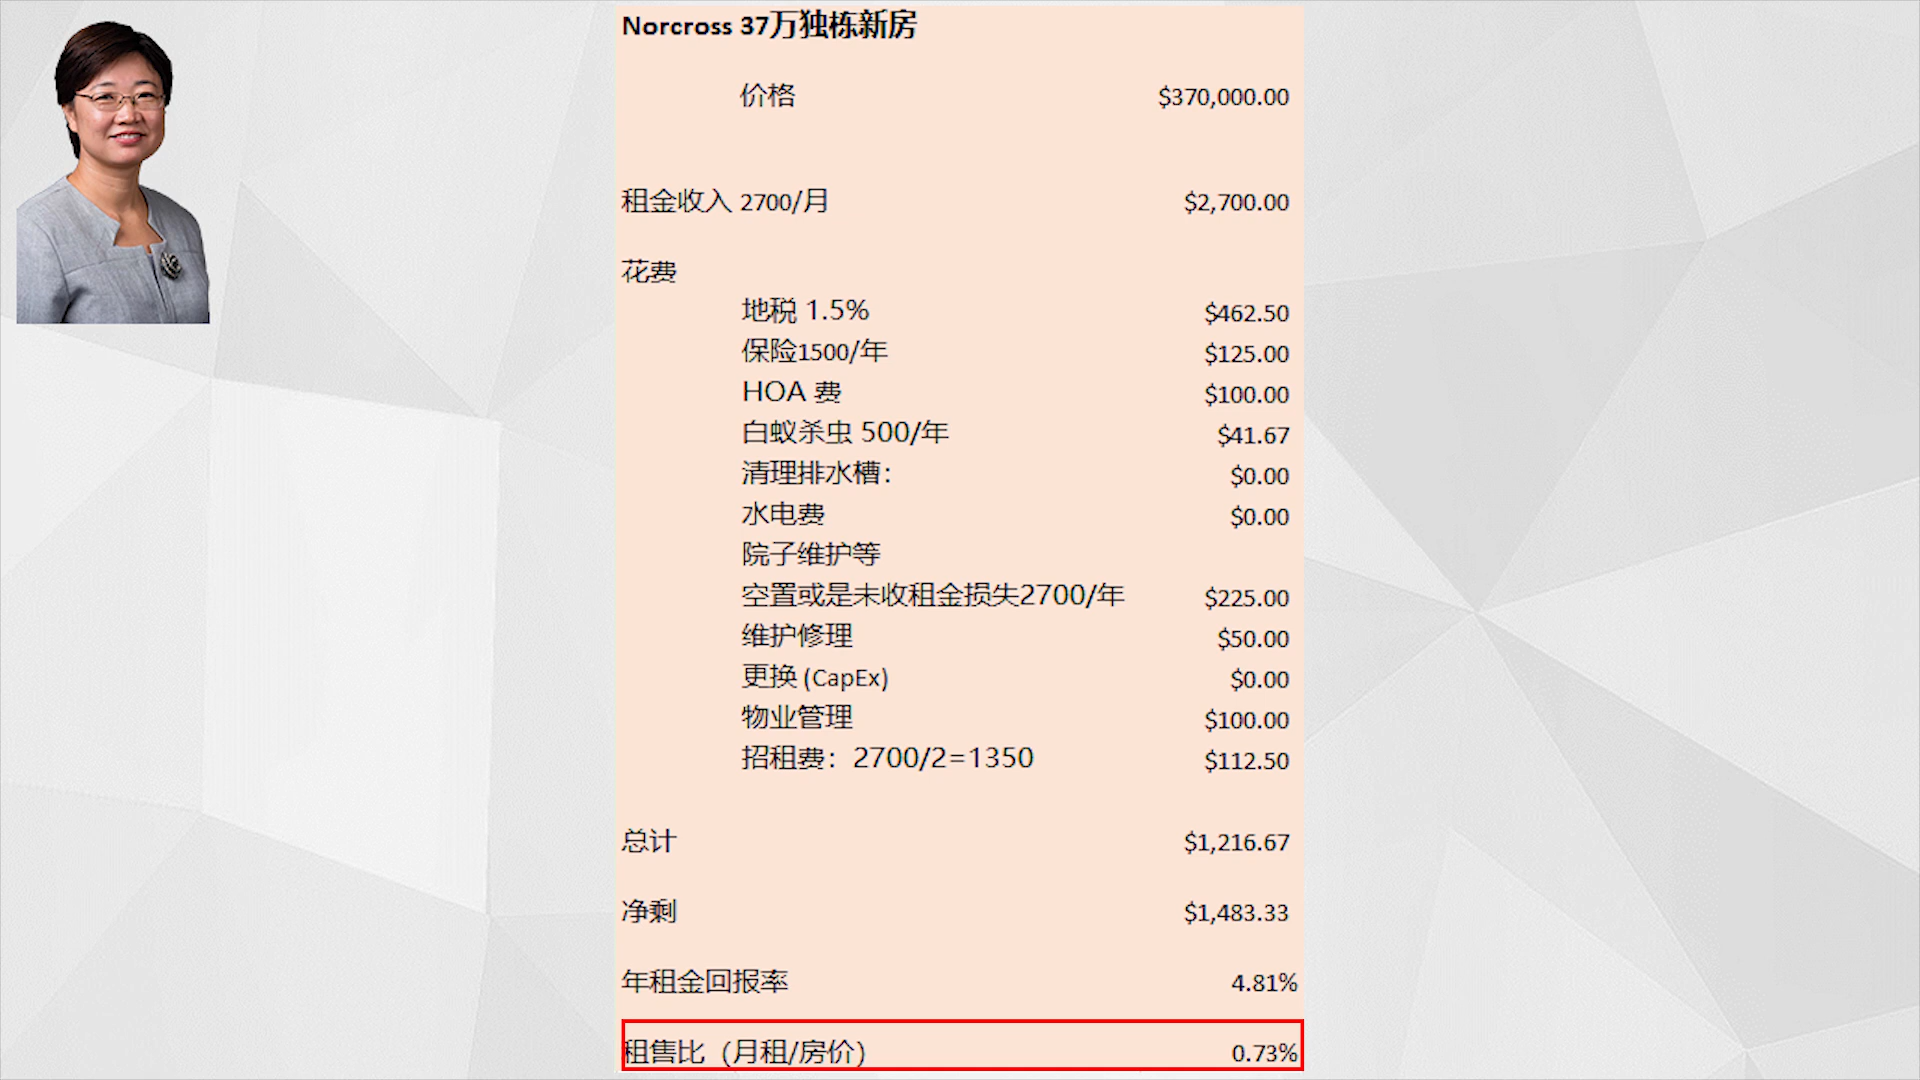 Norcross 37万独栋新房
价格 $370,000.00
租金收入 2700/月 $2,700.00
花费
地税 1.5% $462.50
保险1500/年 $125.00
HOA 费 $100.00
白蚁杀虫 500/年 $41.67
清理排水槽： $0.00
水电费 $0.00
院子维护等
空置或是未收租金损失2700/年 $225.00
维护修理 $50.00
更换 (CapEx) $0.00
物业管理 $100.00
招租费：2700/2=1350 $112.50
总计 $1,216.67
净剩 $1,483.33
年租金回报率 4.81%
租售比（月租/房价） 0.73%